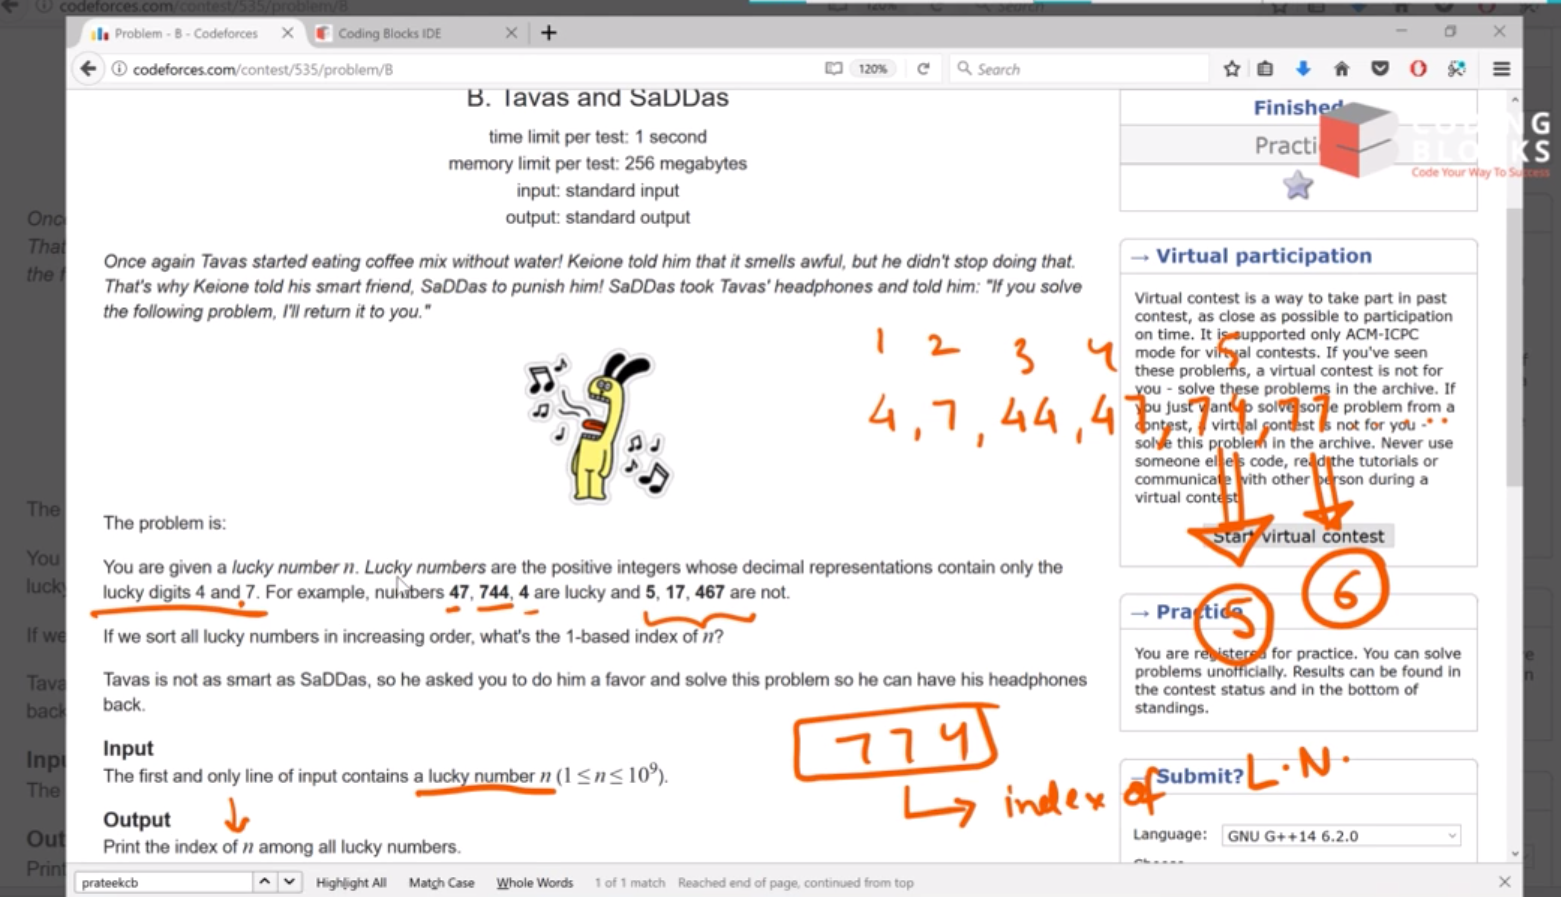 codeforces.com/contest/535/problem/B
120%
Search
Problem - B - Codeforces
Coding Blocks IDE
codeforces.com/contest/535/problem/B
120%
Search
B. Tavas and SaDDas
time limit per test: 1 second
memory limit per test: 256 megabytes
input: standard input
output: standard output
Once again Tavas started eating coffee mix without water! Keione told him that it smells awful, but he didn't stop doing that.
That's why Keione told his smart friend, SaDDas to punish him! SaDDas took Tavas' headphones and told him: "If you solve
the following problem, I'll return it to you."
1 2 3 4 5
4, 7, 44, 47, 74, 77 ......
5
6
The problem is:
You are given a lucky number n. Lucky numbers are the positive integers whose decimal representations contain only the
lucky digits 4 and 7. For example, numbers 47, 744, 4 are lucky and 5, 17, 467 are not.
If we sort all lucky numbers in increasing order, what's the 1-based index of n?
Tavas is not as smart as SaDDas, so he asked you to do him a favor and solve this problem so he can have his headphones
back.
774
index of L.N.
Input
The first and only line of input contains a lucky number n (1 ≤ n ≤ 10⁹).
Output
Print the index of n among all lucky numbers.
Finished
Practi
CODING
BLOCKS
Code Your Way To Success
→ Virtual participation
Virtual contest is a way to take part in past
contest, as close as possible to participation
on time. It is supported only ACM-ICPC
mode for virtual contests. If you've seen
these problems, a virtual contest is not for
you - solve these problems in the archive. If
you just want to solve some problem from a
contest, a virtual contest is not for you -
solve this problem in the archive. Never use
someone else's code, read the tutorials or
communicate with other person during a
virtual contest.
Start virtual contest
→ Practice
You are registered for practice. You can solve
problems unofficially. Results can be found in
the contest status and in the bottom of
standings.
→ Submit?
Language: GNU G++14 6.2.0
prateekcb
Highlight All
Match Case
Whole Words
1 of 1 match
Reached end of page, continued from top